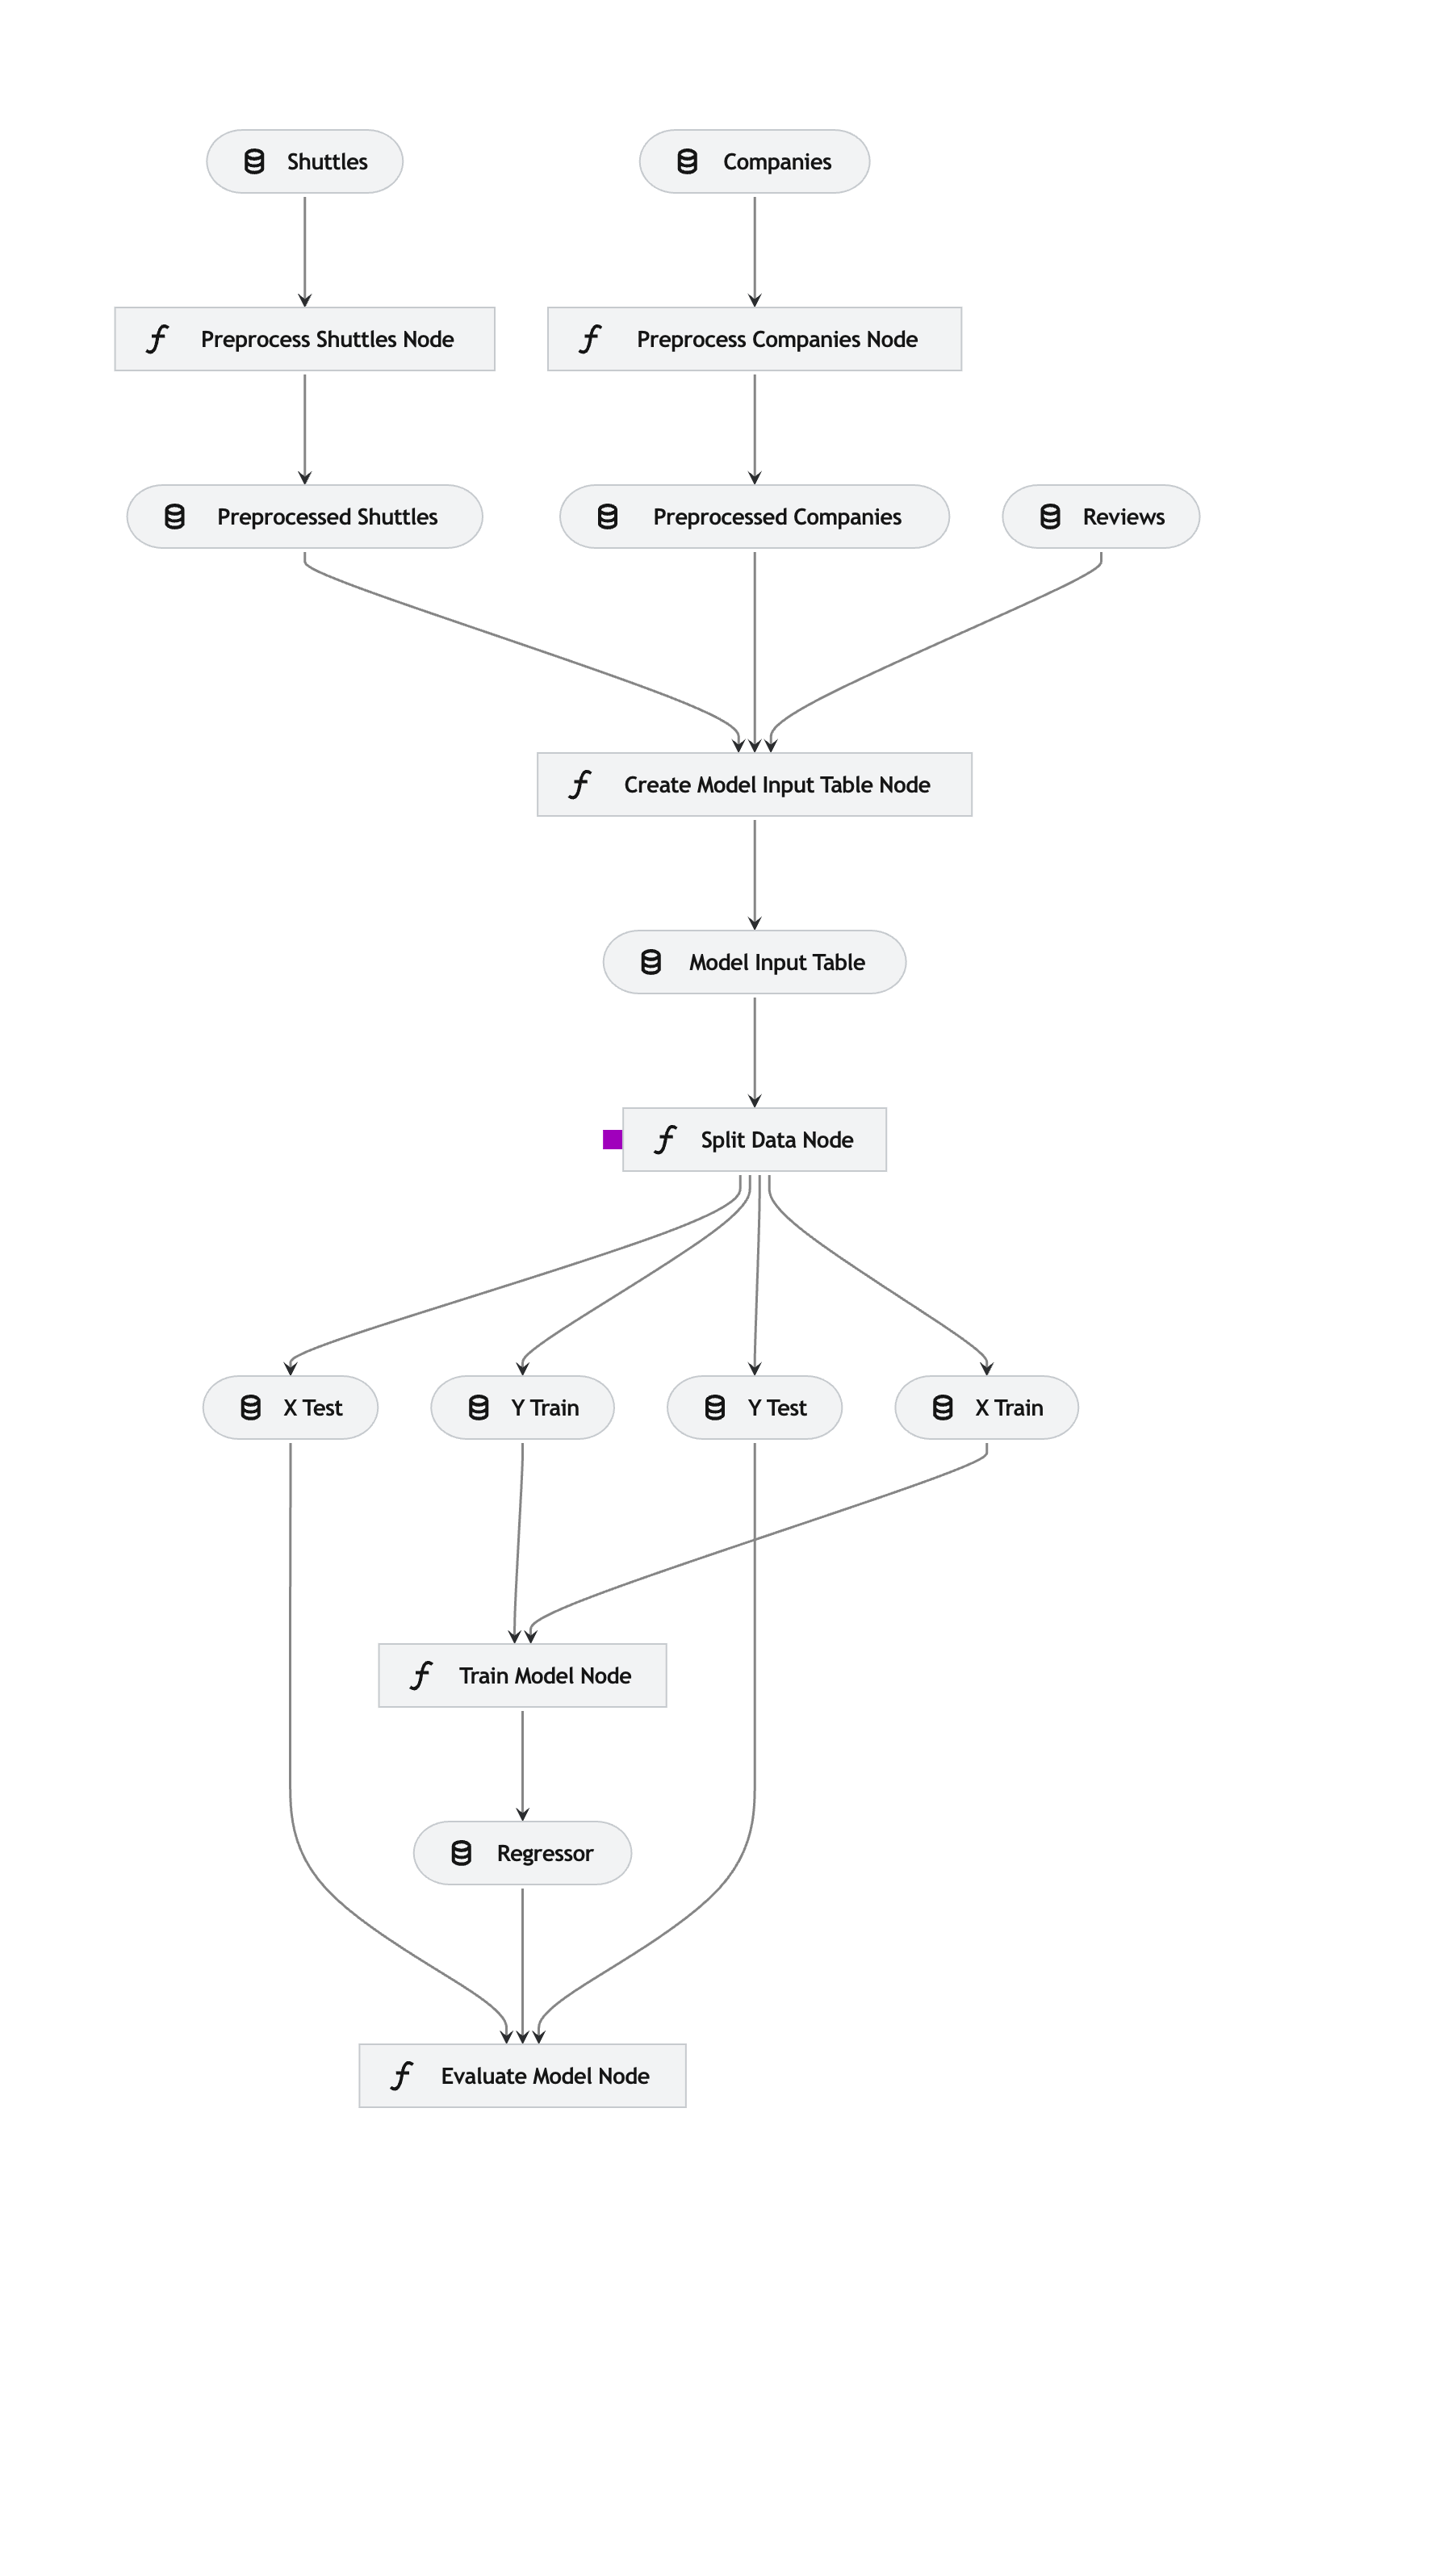 Shuttles
Companies
Preprocess Shuttles Node
Preprocess Companies Node
Preprocessed Shuttles
Preprocessed Companies
Reviews
Create Model Input Table Node
Model Input Table
Split Data Node
X Test
Y Train
Y Test
X Train
Train Model Node
Regressor
Evaluate Model Node